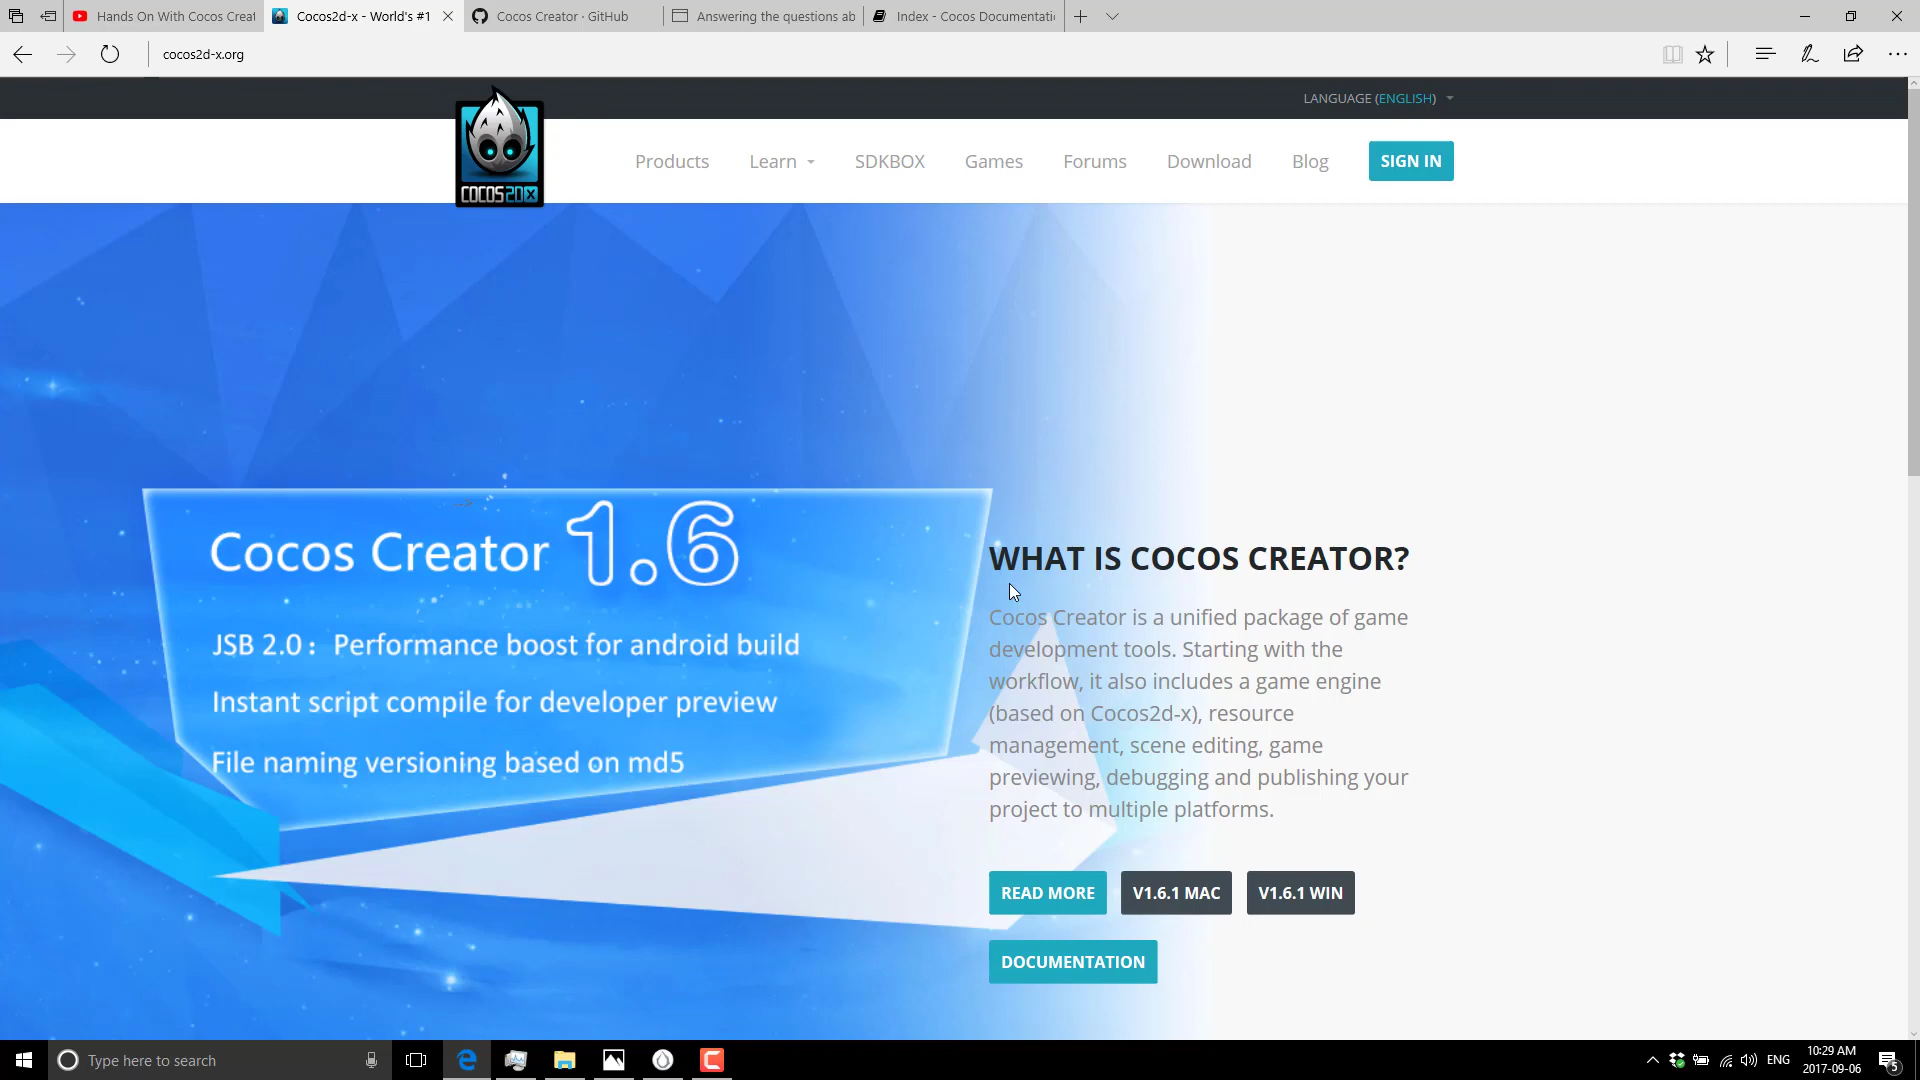 Hands On With Cocos Creat
Cocos2d-x - World's #1
Cocos Creator · GitHub
Answering the questions ab
Index - Cocos Documentati
cocos2d-x.org
LANGUAGE (ENGLISH)
COCOS2DX
Products
Learn
SDKBOX
Games
Forums
Download
Blog
SIGN IN
Cocos Creator 1.6
JSB 2.0: Performance boost for android build
Instant script compile for developer preview
File naming versioning based on md5
WHAT IS COCOS CREATOR?
Cocos Creator is a unified package of game
development tools. Starting with the
workflow, it also includes a game engine
(based on Cocos2d-x), resource
management, scene editing, game
previewing, debugging and publishing your
project to multiple platforms.
READ MORE
V1.6.1 MAC
V1.6.1 WIN
DOCUMENTATION
Type here to search
ENG
10:29 AM
2017-09-06
5